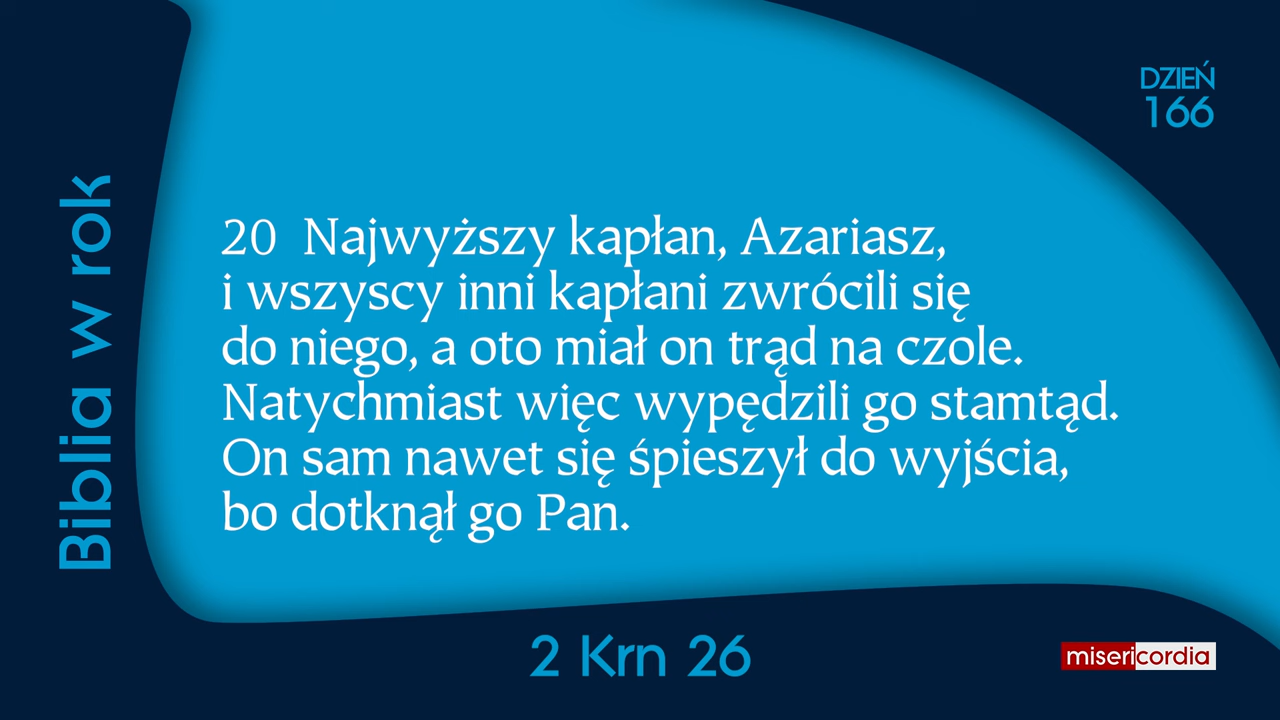 DZIEŃ
166
Biblia w rok
20 Najwyższy kapłan, Azariasz,
i wszyscy inni kapłani zwrócili się
do niego, a oto miał on trąd na czole.
Natychmiast więc wypędzili go stamtąd.
On sam nawet się śpieszył do wyjścia,
bo dotknął go Pan.
2 Krn 26
misericordia